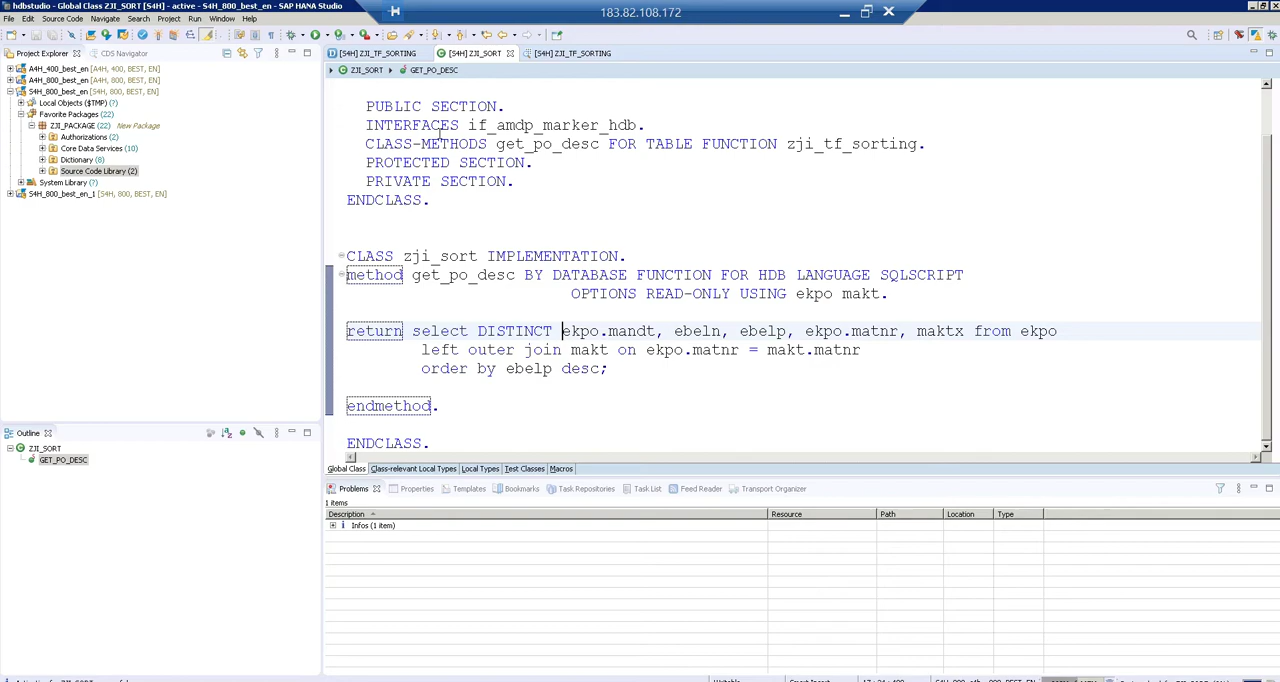 hdbstudio - Global Class ZJI_SORT [S4H] - active - S4H_800_best_en - SAP HANA Studio
183.82.108.172
File Edit Source Code Navigate Search Project Run Window Help
Project Explorer
CDS Navigator
A4H_400_best_en [A4H, 400, BEST, EN]
A4H_800_best_en [A4H, 800, BEST, EN]
S4H_800_best_en [S4H, 800, BEST, EN]
Local Objects ($TMP) (?)
Favorite Packages (22)
ZJI_PACKAGE (22) New Package
Authorizations (2)
Core Data Services (10)
Dictionary (8)
Source Code Library (2)
System Library (?)
S4H_800_best_en_1 [S4H, 800, BEST, EN]
[S4H] ZJI_TF_SORTING
[S4H] ZJI_SORT
[S4H] ZJI_TF_SORTING
ZJI_SORT
GET_PO_DESC
PUBLIC SECTION.
INTERFACES if_amdp_marker_hdb.
CLASS-METHODS get_po_desc FOR TABLE FUNCTION zji_tf_sorting.
PROTECTED SECTION.
PRIVATE SECTION.
ENDCLASS.
CLASS zji_sort IMPLEMENTATION.
method get_po_desc BY DATABASE FUNCTION FOR HDB LANGUAGE SQLSCRIPT
OPTIONS READ-ONLY USING ekpo makt.
return select DISTINCT ekpo.mandt, ebeln, ebelp, ekpo.matnr, maktx from ekpo
left outer join makt on ekpo.matnr = makt.matnr
order by ebelp desc;
endmethod.
ENDCLASS.
Global Class
Class-relevant Local Types
Local Types
Test Classes
Macros
Outline
ZJI_SORT
GET_PO_DESC
Problems
Properties
Templates
Bookmarks
Task Repositories
Task List
Feed Reader
Transport Organizer
1 items
Description
Resource
Path
Location
Type
Infos (1 item)